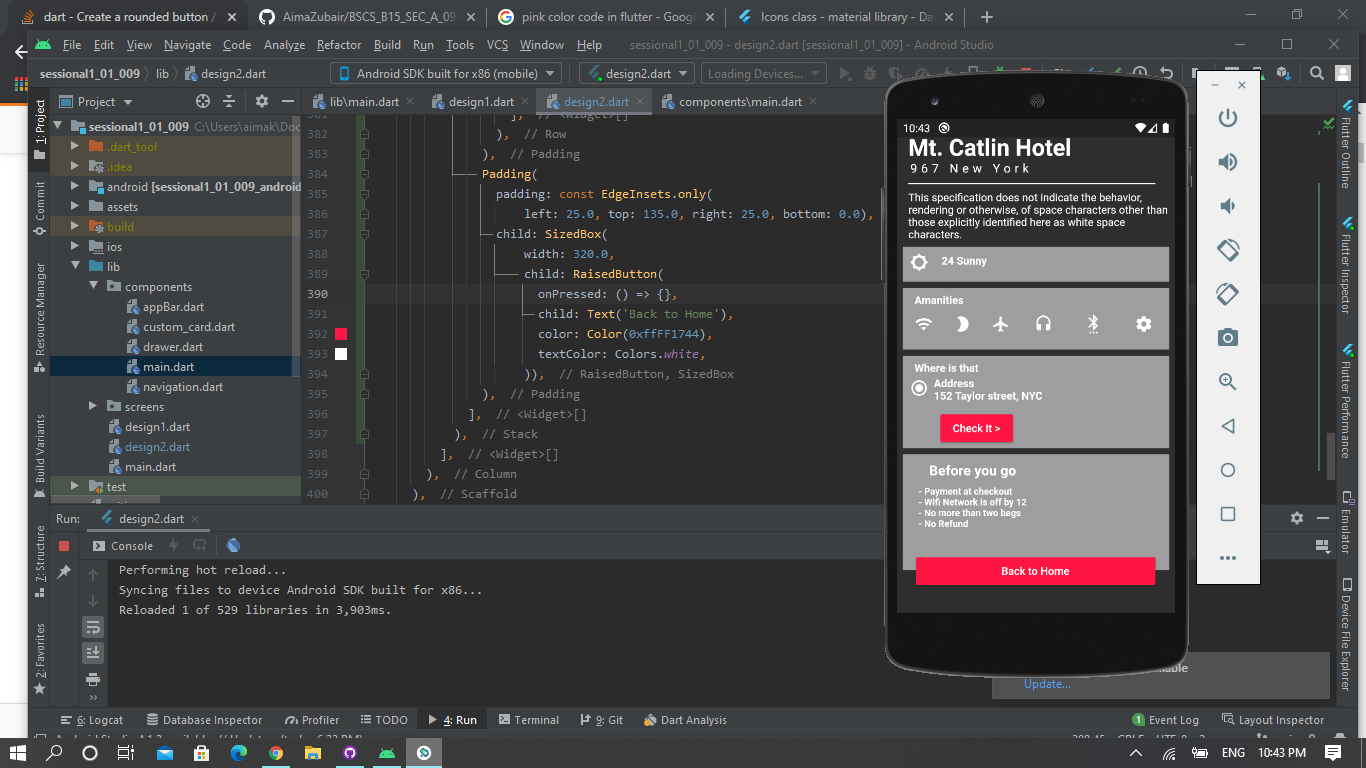 dart - Create a rounded button /
AimaZubair/BSCS_B15_SEC_A_09
pink color code in flutter - Goog
Icons class - material library - Da
File Edit View Navigate Code Analyze Refactor Build Run Tools VCS Window Help sessional1_01_009 - design2.dart [sessional1_01_009] - Android Studio
sessional1_01_009 lib design2.dart
Android SDK built for x86 (mobile) design2.dart Loading Devices...
Project
lib\main.dart design1.dart design2.dart components\main.dart
1: Project
Commit
Resource Manager
Build Variants
7: Structure
2: Favorites
sessional1_01_009 C:\Users\aimak\Doc
.dart_tool
.idea
android [sessional1_01_009_android
assets
build
ios
lib
components
appBar.dart
custom_card.dart
drawer.dart
main.dart
navigation.dart
screens
design1.dart
design2.dart
main.dart
test
381 ], // <Widget>[]
382 ), // Row
383 ), // Padding
384 Padding(
385 padding: const EdgeInsets.only(
386 left: 25.0, top: 135.0, right: 25.0, bottom: 0.0),
387 child: SizedBox(
388 width: 320.0,
389 child: RaisedButton(
390 onPressed: () => {},
391 child: Text('Back to Home'),
392 color: Color(0xffFF1744),
393 textColor: Colors.white,
394 )), // RaisedButton, SizedBox
395 ), // Padding
396 ], // <Widget>[]
397 ), // Stack
398 ], // <Widget>[]
399 ), // Column
400 ), // Scaffold
10:43
Mt. Catlin Hotel
967 New York
This specification does not indicate the behavior,
rendering or otherwise, of space characters other than
those explicitly identified here as white space
characters.
24 Sunny
Amanities
Where is that
Address
152 Taylor street, NYC
Check It >
Before you go
- Payment at checkout
- Wifi Network is off by 12
- No more than two bags
- No Refund
Back to Home
Flutter Outline
Flutter Inspector
Flutter Performance
Emulator
Device File Explorer
Run: design2.dart
Console
Performing hot reload...
Syncing files to device Android SDK built for x86...
Reloaded 1 of 529 libraries in 3,903ms.
Update...
6: Logcat Database Inspector Profiler TODO 4: Run Terminal 9: Git Dart Analysis 1 Event Log Layout Inspector
ENG 10:43 PM